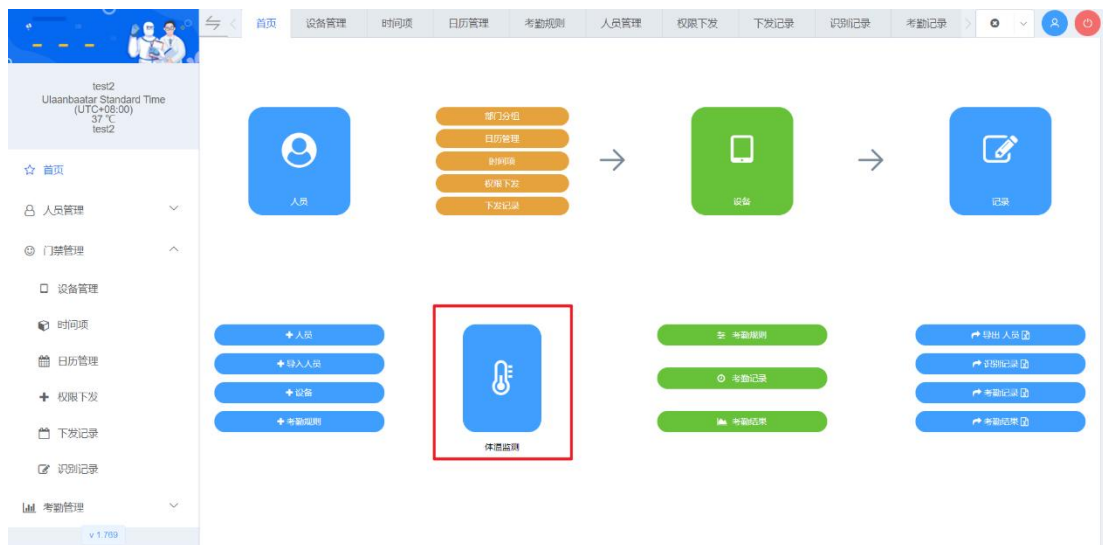 首页 设备管理 时间项 日历管理 考勤规则 人员管理 权限下发 下发记录 识别记录 考勤记录
test2
Ulaanbaatar Standard Time
(UTC+08:00)
37 ℃
test2
首页
人员管理
门禁管理
设备管理
时间项
日历管理
权限下发
下发记录
识别记录
考勤管理
v 1.769
人员
部门分组
日历管理
时间项
权限下发
下发记录
设备
记录
人员
导入人员
设备
考勤规则
体温监测
考勤规则
考勤记录
考勤结果
导出 人员
识别记录
考勤记录
考勤结果